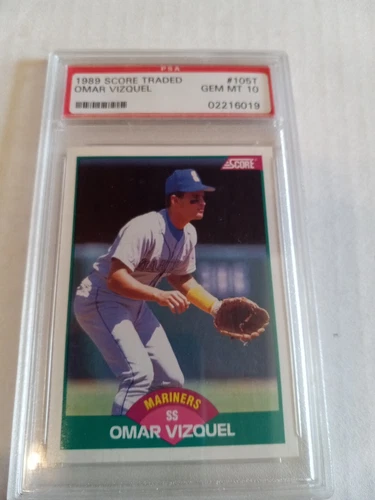 PSA
1989 SCORE TRADED #105T
OMAR VIZQUEL GEM MT 10
02216019
SCORE
MARINERS
SS
OMAR VIZQUEL